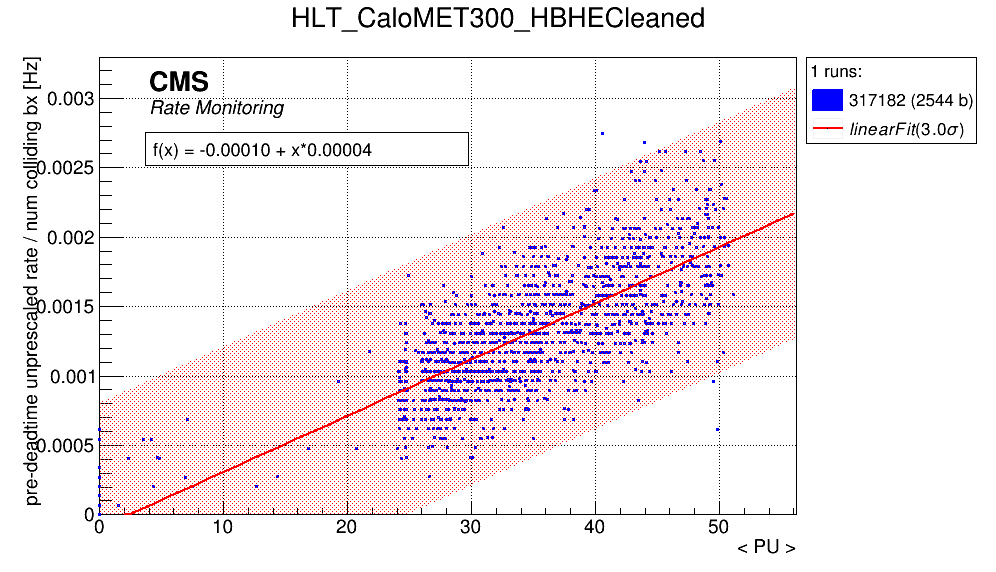 HLT_CaloMET300_HBHECleaned
pre-deadtime unprescaled rate / num colliding bx [Hz]
CMS
Rate Monitoring
f(x) = -0.00010 + x*0.00004
0.003
0.0025
0.002
0.0015
0.001
0.0005
0
0 10 20 30 40 50
< PU >
1 runs:
317182 (2544 b)
linearFit(3.0σ)